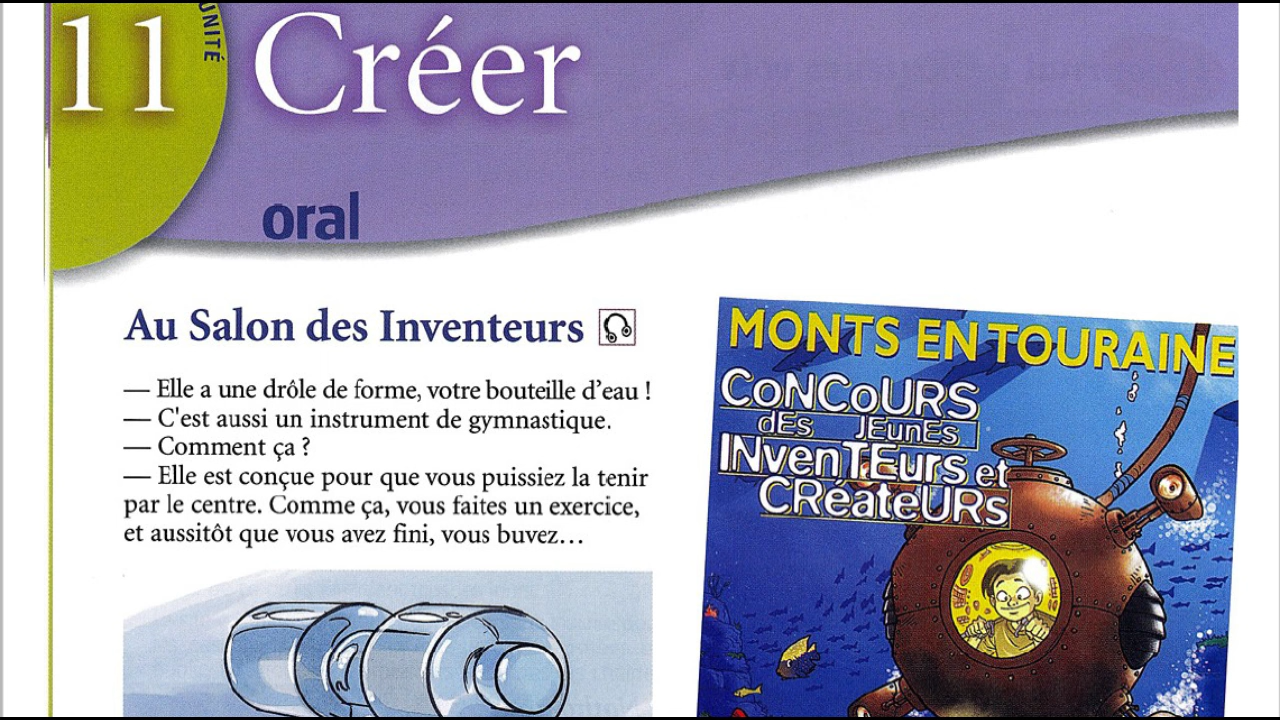 UNITÉ
11 Créer
oral
Au Salon des Inventeurs
— Elle a une drôle de forme, votre bouteille d'eau !
— C'est aussi un instrument de gymnastique.
— Comment ça ?
— Elle est conçue pour que vous puissiez la tenir
par le centre. Comme ça, vous faites un exercice,
et aussitôt que vous avez fini, vous buvez…
MONTS EN TOURAINE
CoNCoURS
dEs JEunEs
INvenTEurs et
CRéateURs